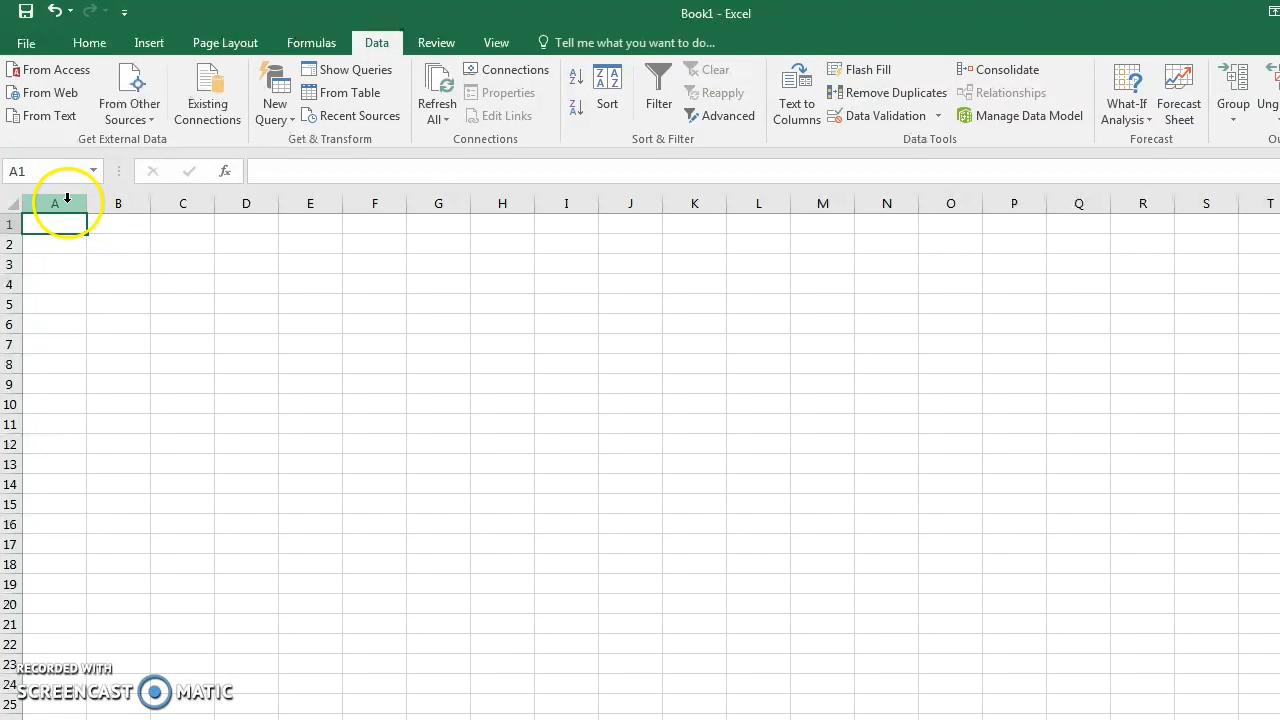 Book1 - Excel
File Home Insert Page Layout Formulas Data Review View Tell me what you want to do...
From Access
From Web
From Text
From Other Sources
Existing Connections
Get External Data
New Query
Show Queries
From Table
Recent Sources
Get & Transform
Refresh All
Connections
Properties
Edit Links
Connections
Sort
Filter
Clear
Reapply
Advanced
Sort & Filter
Text to Columns
Flash Fill
Remove Duplicates
Data Validation
Consolidate
Relationships
Manage Data Model
Data Tools
What-If Analysis
Forecast Sheet
Forecast
Group
A1
fx
A B C D E F G H I J K L M N O P Q R S T
1
2
3
4
5
6
7
8
9
10
11
12
13
14
15
16
17
18
19
20
21
22
23
24
25
RECORDED WITH
SCREENCAST MATIC